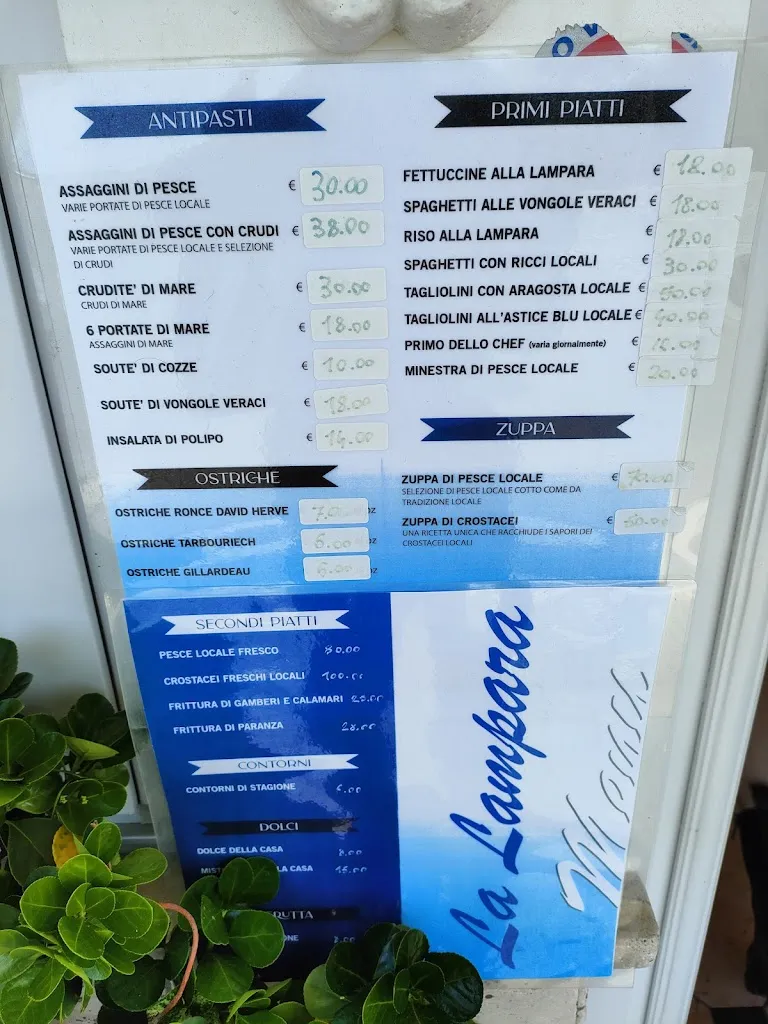 ANTIPASTI
ASSAGGINI DI PESCE € 30.00
VARIE PORTATE DI PESCE LOCALE
ASSAGGINI DI PESCE CON CRUDI € 38.00
VARIE PORTATE DI PESCE LOCALE E SELEZIONE
DI CRUDI
CRUDITE' DI MARE € 30.00
CRUDI DI MARE
6 PORTATE DI MARE € 18.00
ASSAGGINI DI MARE
SOUTE' DI COZZE € 10.00
SOUTE' DI VONGOLE VERACI € 18.00
INSALATA DI POLIPO € 14.00
OSTRICHE
OSTRICHE RONCE DAVID HERVE
OSTRICHE TARBOURIECH 6.00
OSTRICHE GILLARDEAU
PRIMI PIATTI
FETTUCCINE ALLA LAMPARA € 18.00
SPAGHETTI ALLE VONGOLE VERACI € 18.00
RISO ALLA LAMPARA € 18.00
SPAGHETTI CON RICCI LOCALI € 30.00
TAGLIOLINI CON ARAGOSTA LOCALE €
TAGLIOLINI ALL'ASTICE BLU LOCALE €
PRIMO DELLO CHEF (varia giornalmente) €
MINESTRA DI PESCE LOCALE € 20.00
ZUPPA
ZUPPA DI PESCE LOCALE €
SELEZIONE DI PESCE LOCALE COTTO COME DA
TRADIZIONE LOCALE
ZUPPA DI CROSTACEI €
UNA RICETTA UNICA CHE RACCHIUDE I SAPORI DEI
CROSTACEI LOCALI
SECONDI PIATTI
PESCE LOCALE FRESCO
CROSTACEI FRESCHI LOCALI 100.00
FRITTURA DI GAMBERI E CALAMARI
FRITTURA DI PARANZA
CONTORNI
CONTORNI DI STAGIONE
DOLCI
DOLCE DELLA CASA 8.00
LA CASA 15.00
La Lampara